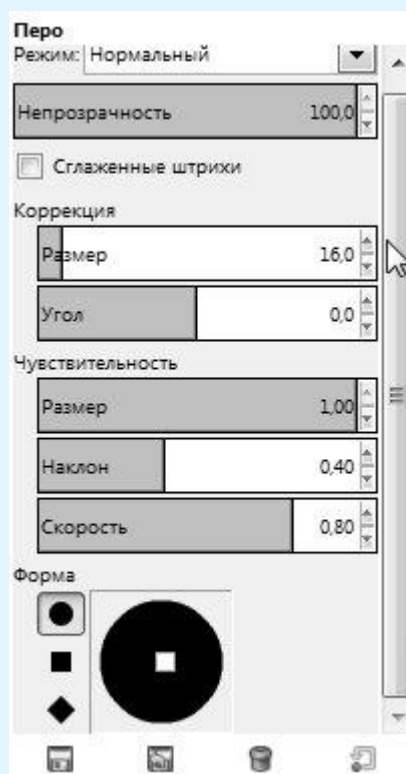 Перо
Режим: Нормальный
Непрозрачность 100,0
Сглаженные штрихи
Коррекция
Размер 16,0
Угол 0,0
Чувствительность
Размер 1,00
Наклон 0,40
Скорость 0,80
Форма